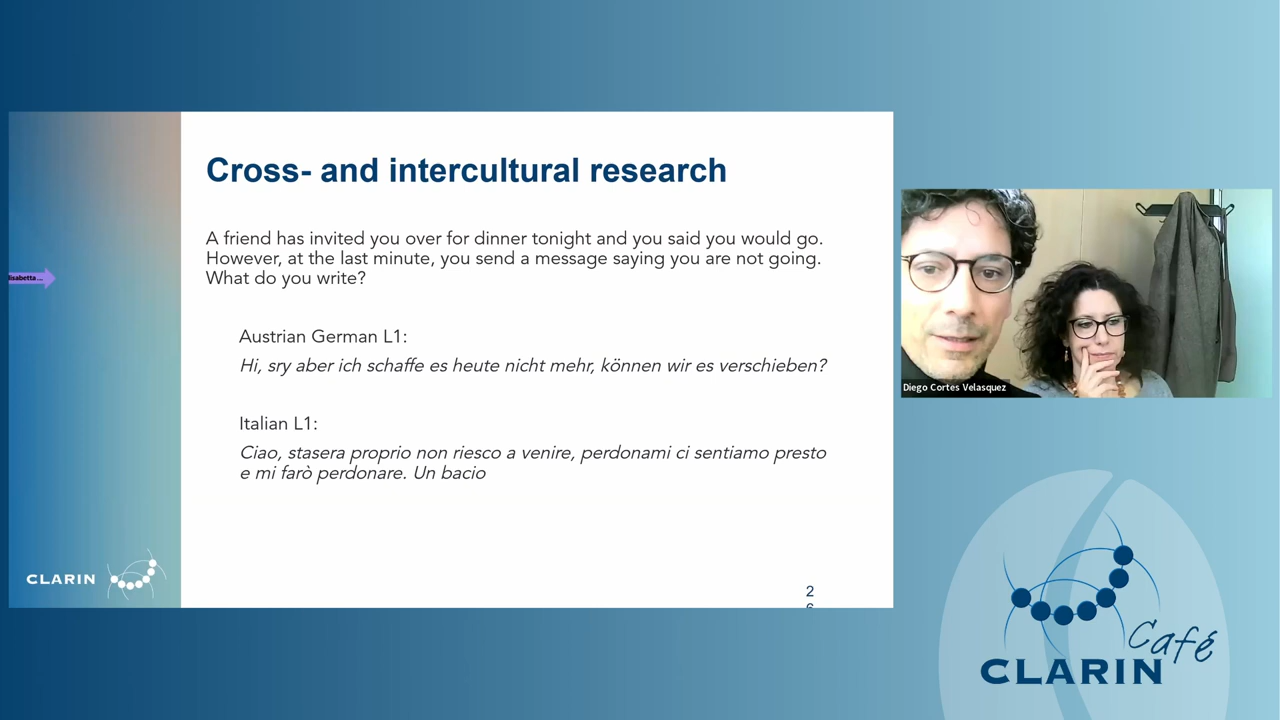 Cross- and intercultural research
A friend has invited you over for dinner tonight and you said you would go.
However, at the last minute, you send a message saying you are not going.
What do you write?
Austrian German L1:
Hi, sry aber ich schaffe es heute nicht mehr, können wir es verschieben?
Italian L1:
Ciao, stasera proprio non riesco a venire, perdonami ci sentiamo presto
e mi farò perdonare. Un bacio
isabetta ...
CLARIN
2
6
Diego Cortes Velasquez
Café
CLARIN